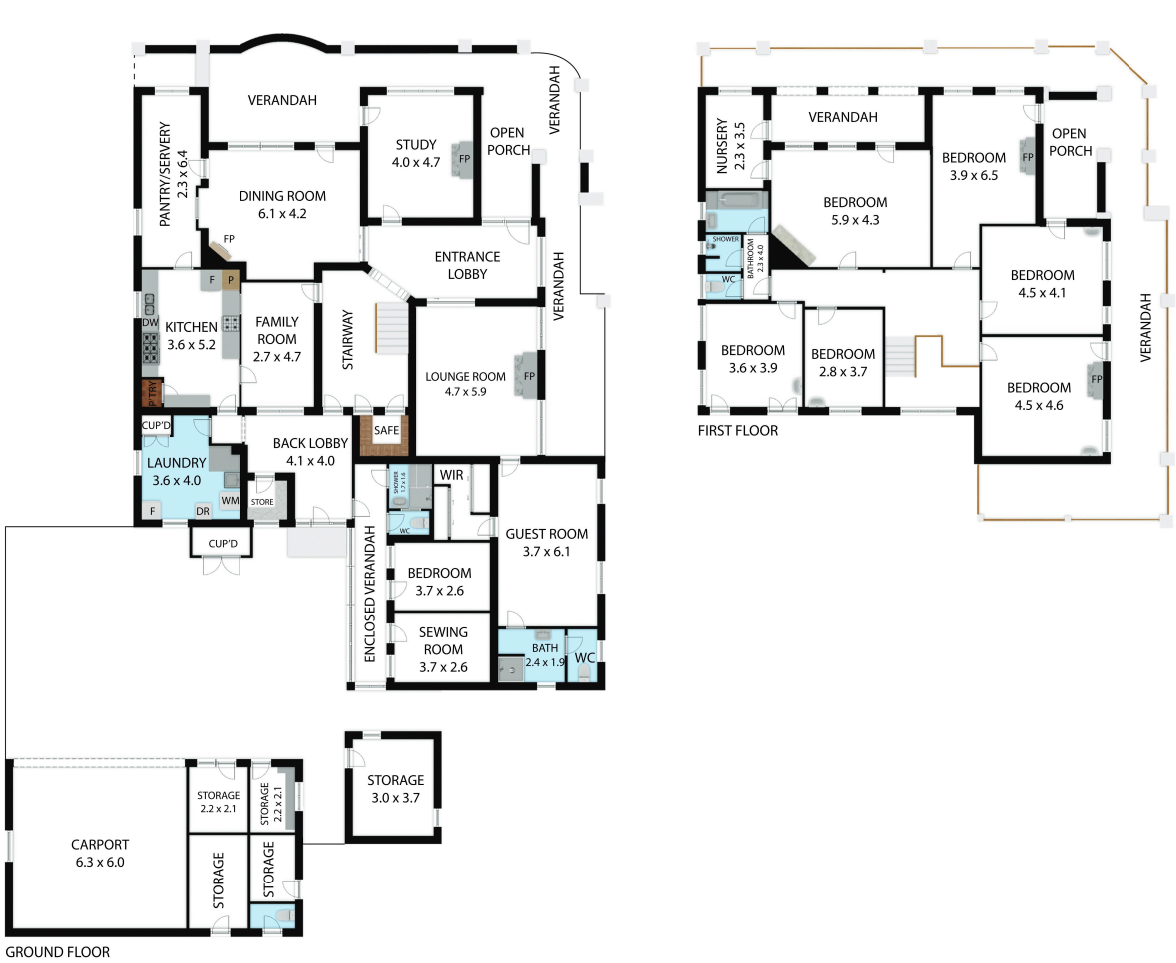 VERANDAH
PANTRY/SERVERY
2.3 x 6.4
STUDY
4.0 x 4.7
FP
OPEN
PORCH
VERANDAH
DINING ROOM
6.1 x 4.2
FP
ENTRANCE
LOBBY
VERANDAH
F
P
DW
KITCHEN
3.6 x 5.2
P'TRY
FAMILY
ROOM
2.7 x 4.7
STAIRWAY
LOUNGE ROOM
4.7 x 5.9
FP
CUP'D
LAUNDRY
3.6 x 4.0
F
DR
WM
BACK LOBBY
4.1 x 4.0
STORE
SAFE
CUP'D
SHOWER
1.7 x 1.6
WC
WIR
GUEST ROOM
3.7 x 6.1
ENCLOSED VERANDAH
BEDROOM
3.7 x 2.6
SEWING
ROOM
3.7 x 2.6
BATH
2.4 x 1.9
WC
STORAGE
3.0 x 3.7
CARPORT
6.3 x 6.0
STORAGE
2.2 x 2.1
STORAGE
2.2 x 2.1
STORAGE
STORAGE
GROUND FLOOR
NURSERY
2.3 x 3.5
VERANDAH
BEDROOM
3.9 x 6.5
FP
OPEN
PORCH
BEDROOM
5.9 x 4.3
SHOWER
WC
BATHROOM
2.3 x 4.0
BEDROOM
4.5 x 4.1
VERANDAH
BEDROOM
3.6 x 3.9
BEDROOM
2.8 x 3.7
BEDROOM
4.5 x 4.6
FP
FIRST FLOOR